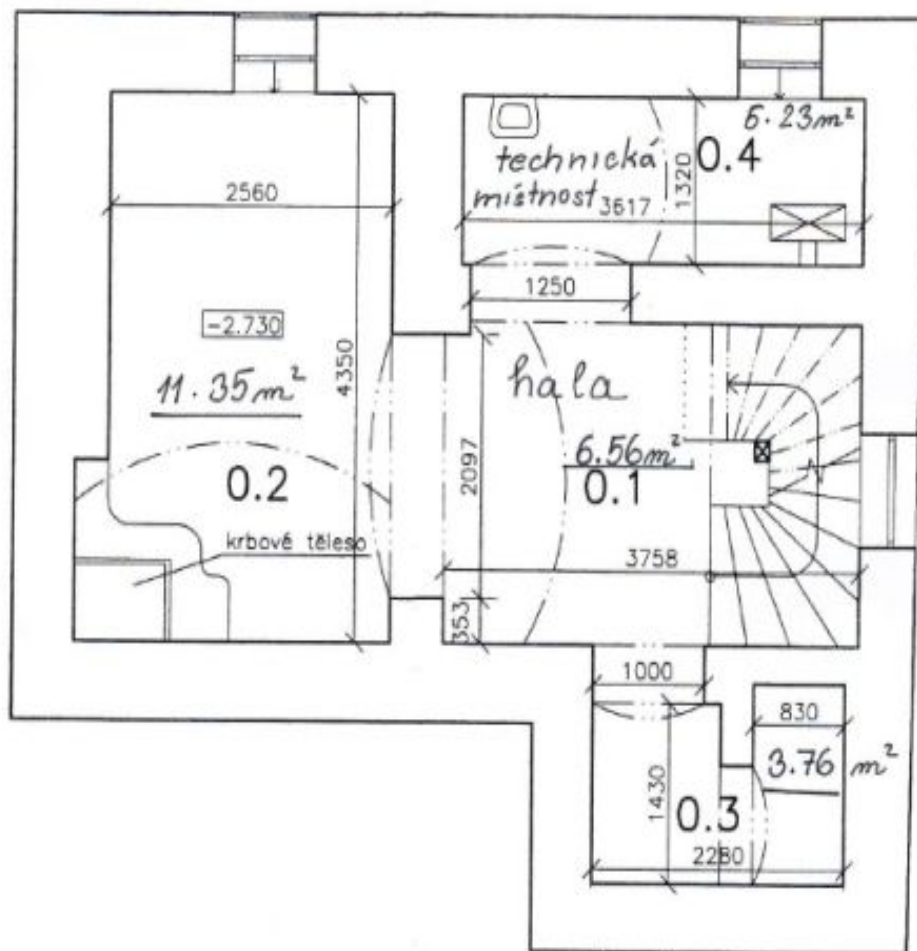 6.23m²
0.4
technická
místnost
3617
1320
2560
1250
-2.730
4350
11.35m²
hala
6.56m²
0.1
2097
0.2
krbové těleso
3758
353
1000
830
3.76 m²
1430
0.3
2280